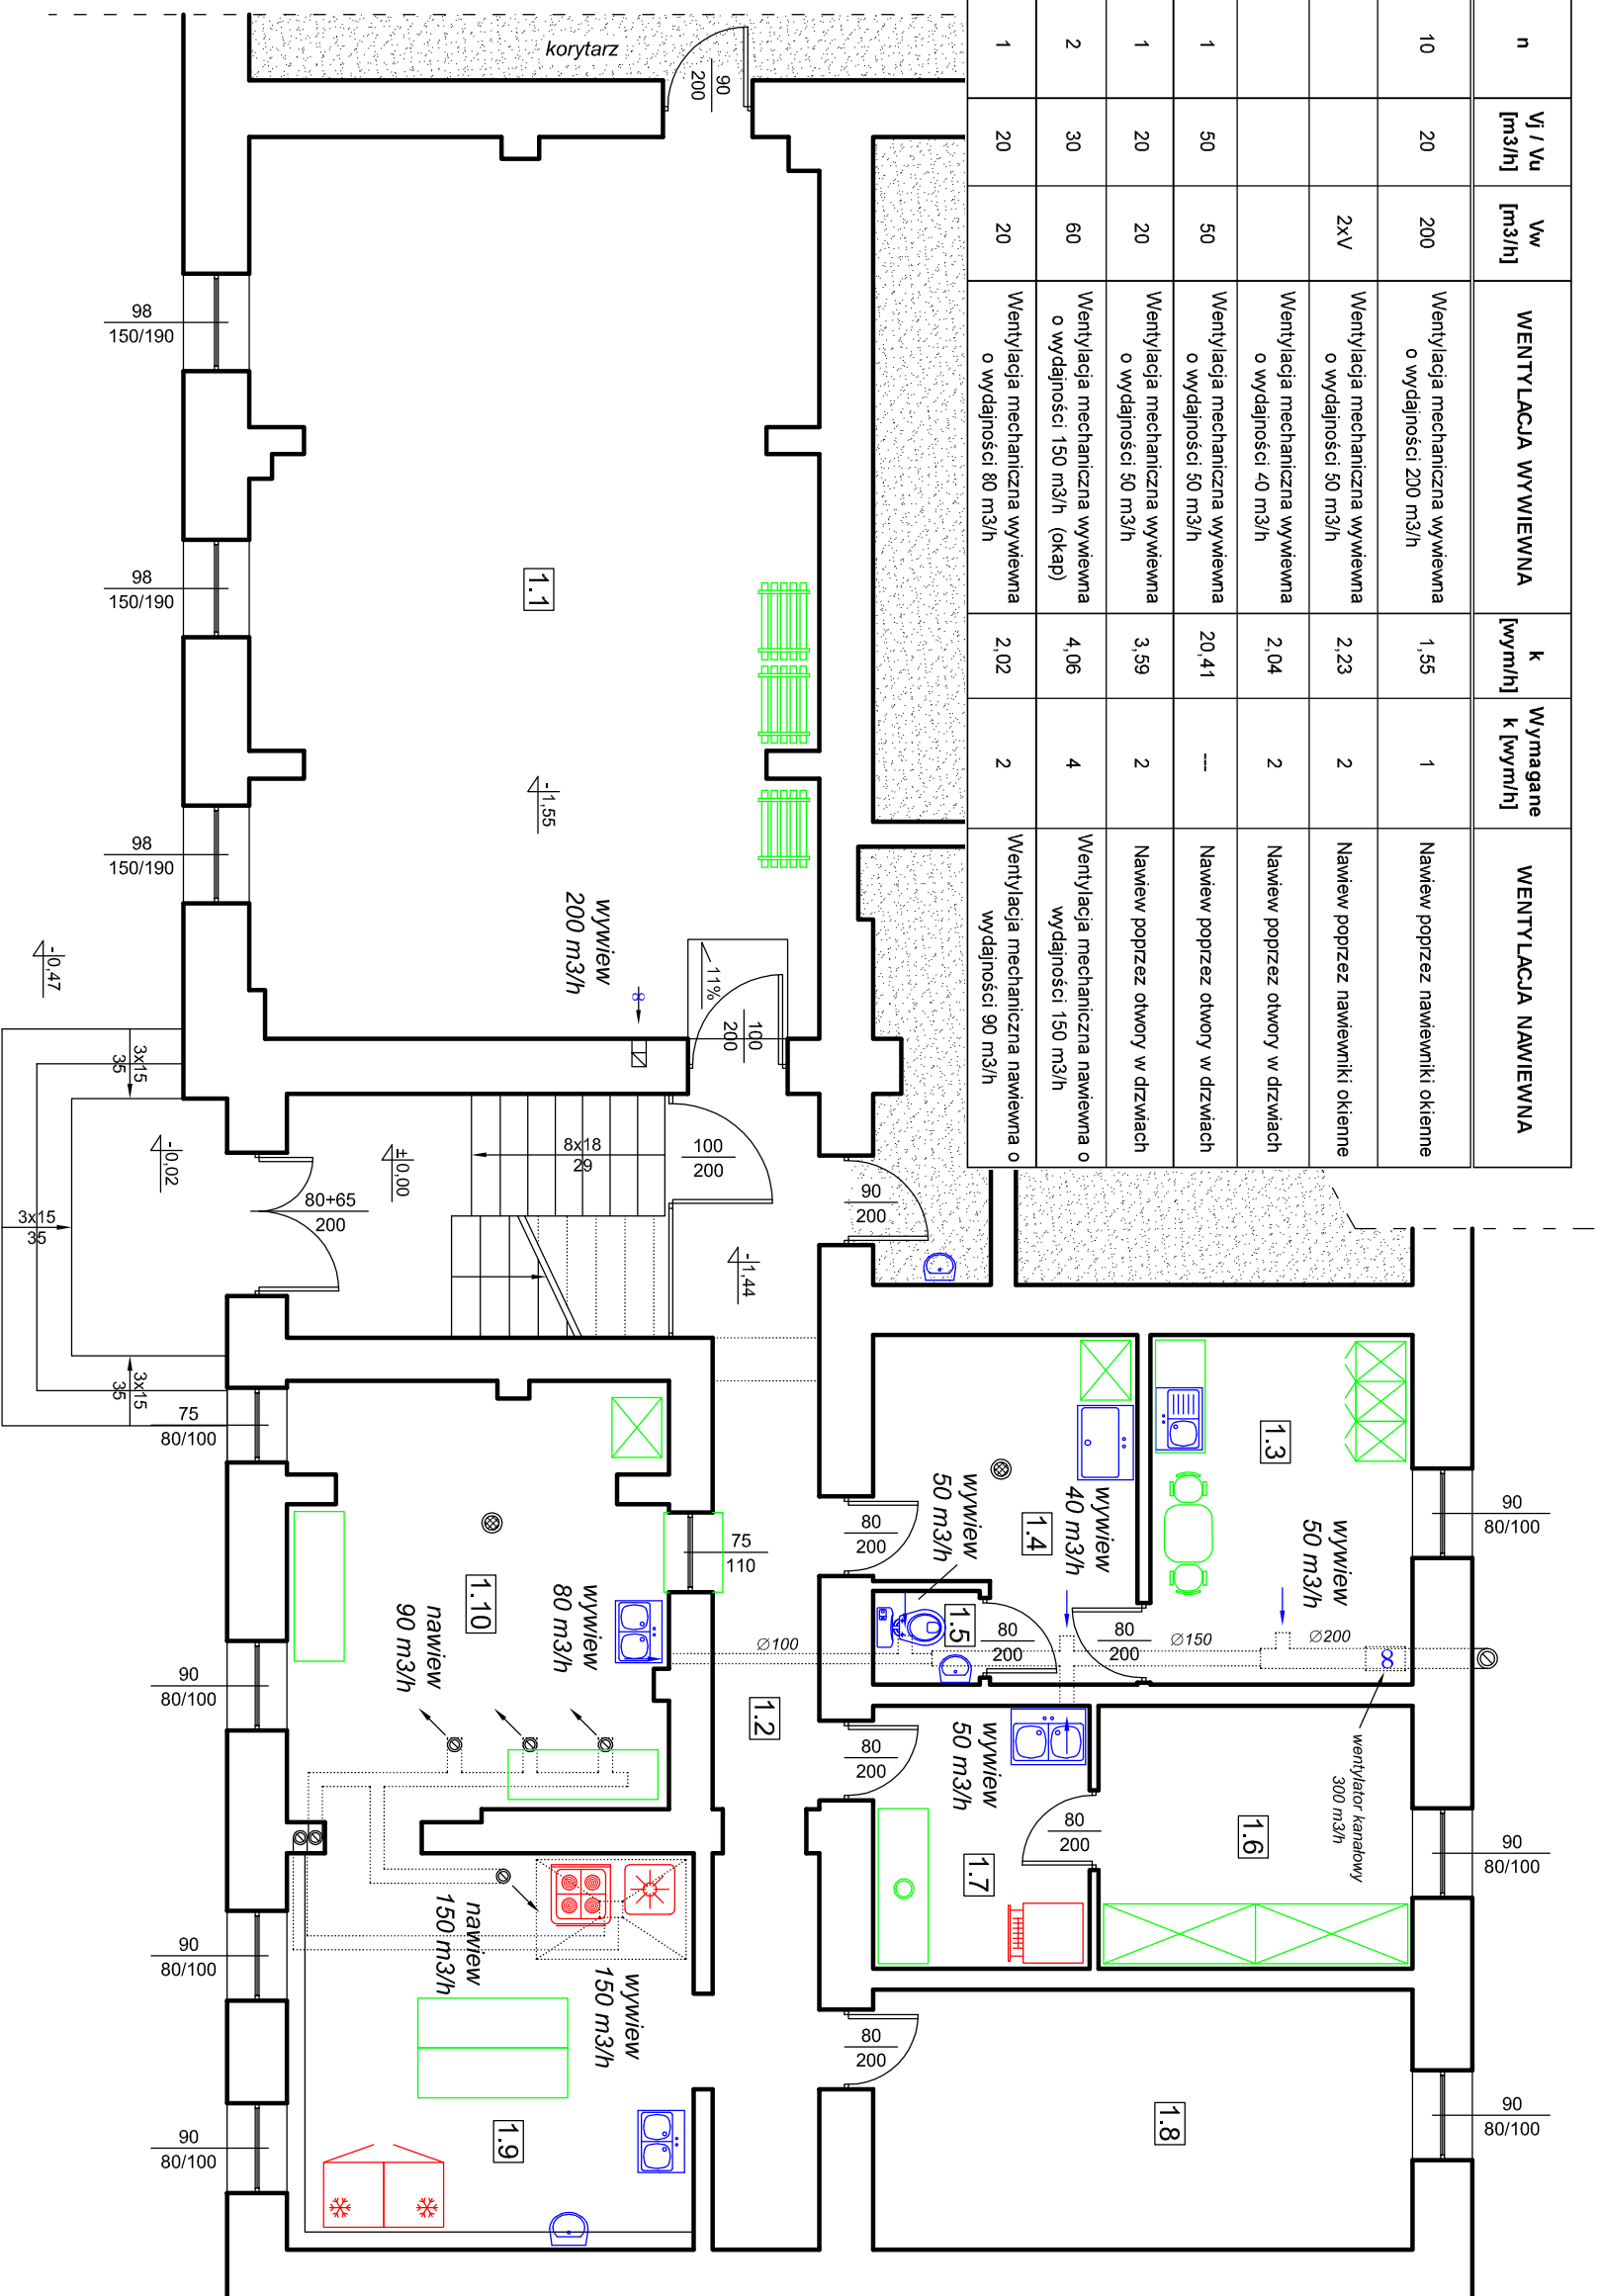 n
Vj / Vu
[m3/h]
Vw
[m3/h]
WENTYLACJA WYWIEWNA
k
[wym/h]
Wymagane
k [wym/h]
WENTYLACJA NAWIEWNA
10
20
200
Wentylacja mechaniczna wywiewna
o wydajności 200 m3/h
1,55
1
Nawiew poprzez nawiewniki okienne
2xV
Wentylacja mechaniczna wywiewna
o wydajności 50 m3/h
2,23
2
Nawiew poprzez nawiewniki okienne
Wentylacja mechaniczna wywiewna
o wydajności 40 m3/h
2,04
2
Nawiew poprzez otwory w drzwiach
1
50
50
Wentylacja mechaniczna wywiewna
o wydajności 50 m3/h
20,41
---
Nawiew poprzez otwory w drzwiach
1
20
20
Wentylacja mechaniczna wywiewna
o wydajności 50 m3/h
3,59
2
Nawiew poprzez otwory w drzwiach
2
30
60
Wentylacja mechaniczna wywiewna
o wydajności 150 m3/h (okap)
4,06
4
Wentylacja mechaniczna nawiewna o
wydajności 150 m3/h
1
20
20
Wentylacja mechaniczna wywiewna
o wydajności 80 m3/h
2,02
2
Wentylacja mechaniczna nawiewna o
wydajności 90 m3/h
korytarz
90
200
98
150/190
98
150/190
98
150/190
1.1
-1,55
wywiew
200 m3/h
11%
100
200
-0,47
3x15
35
-0,02
3x15
35
3x15
35
±0,00
80+65
200
8x18
29
100
200
90
200
-1,44
75
80/100
1.3
1.4
wywiew
50 m3/h
wywiew
40 m3/h
wywiew
50 m3/h
90
80/100
80
200
75
110
1.5
80
200
80
200
∅150
∅200
∅100
1.10
wywiew
80 m3/h
nawiew
90 m3/h
90
80/100
1.2
80
200
wywiew
50 m3/h
80
200
1.6
1.7
wentylator kanałowy
300 m3/h
90
80/100
nawiew
150 m3/h
wywiew
150 m3/h
90
80/100
80
200
1.8
1.9
90
80/100
90
80/100